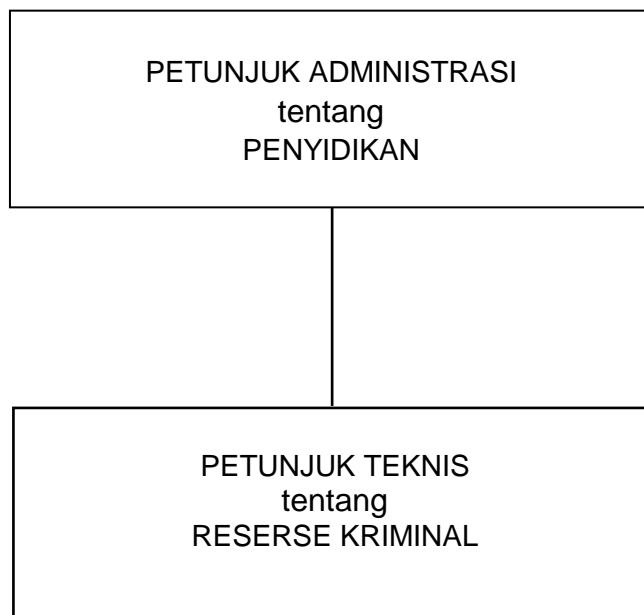 PETUNJUK ADMINISTRASI
tentang
PENYIDIKAN
PETUNJUK TEKNIS
tentang
RESERSE KRIMINAL